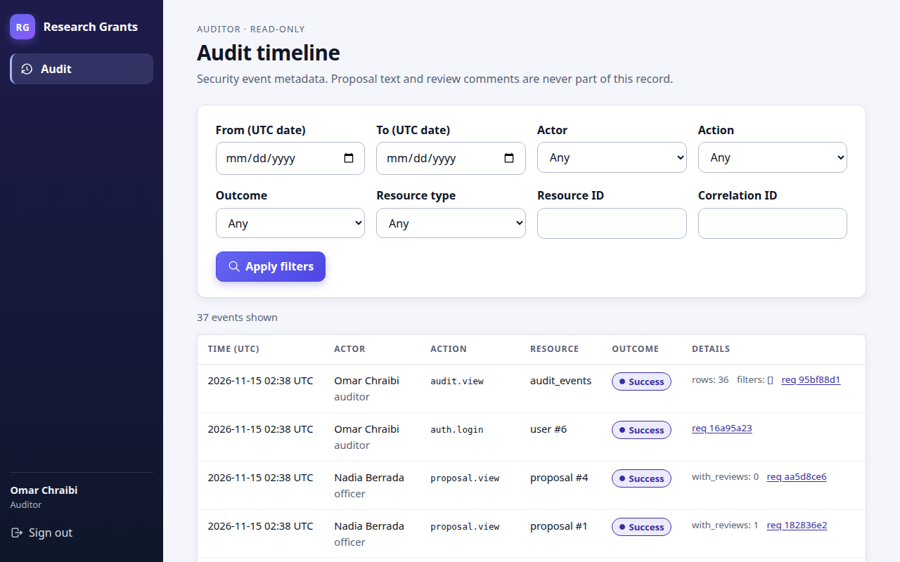 RG Research Grants
Audit
Omar Chraibi
Auditor
Sign out
AUDITOR · READ-ONLY
Audit timeline
Security event metadata. Proposal text and review comments are never part of this record.
From (UTC date) To (UTC date) Actor Action
mm/dd/yyyy mm/dd/yyyy Any Any
Outcome Resource type Resource ID Correlation ID
Any Any
Apply filters
37 events shown
TIME (UTC) ACTOR ACTION RESOURCE OUTCOME DETAILS
2026-11-15 02:38 UTC Omar Chraibi audit.view audit_events Success rows: 36 filters: [] req 95bf88d1
auditor
2026-11-15 02:38 UTC Omar Chraibi auth.login user #6 Success req 16a95a23
auditor
2026-11-15 02:38 UTC Nadia Berrada proposal.view proposal #4 Success with_reviews: 0 req aa5d8ce6
officer
2026-11-15 02:38 UTC Nadia Berrada proposal.view proposal #1 Success with_reviews: 1 req 182836e2
officer